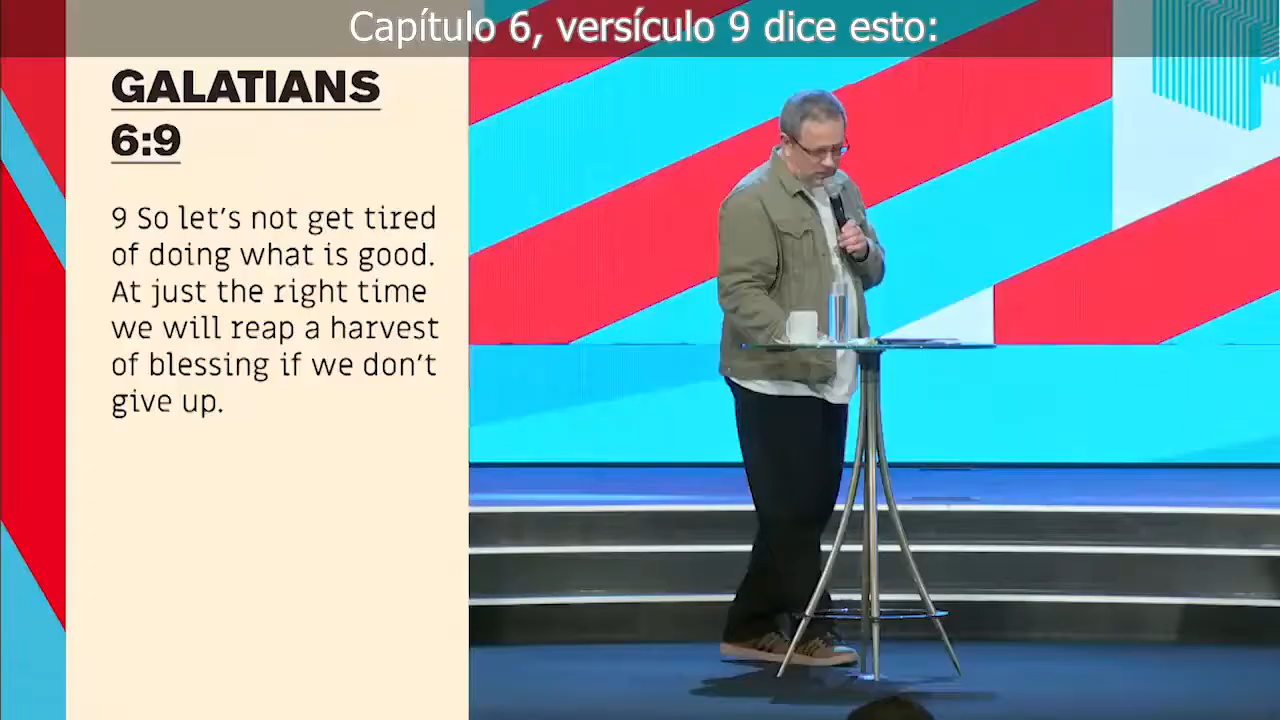 Capítulo 6, versículo 9 dice esto:
GALATIANS
6:9
9 So let's not get tired
of doing what is good.
At just the right time
we will reap a harvest
of blessing if we don't
give up.